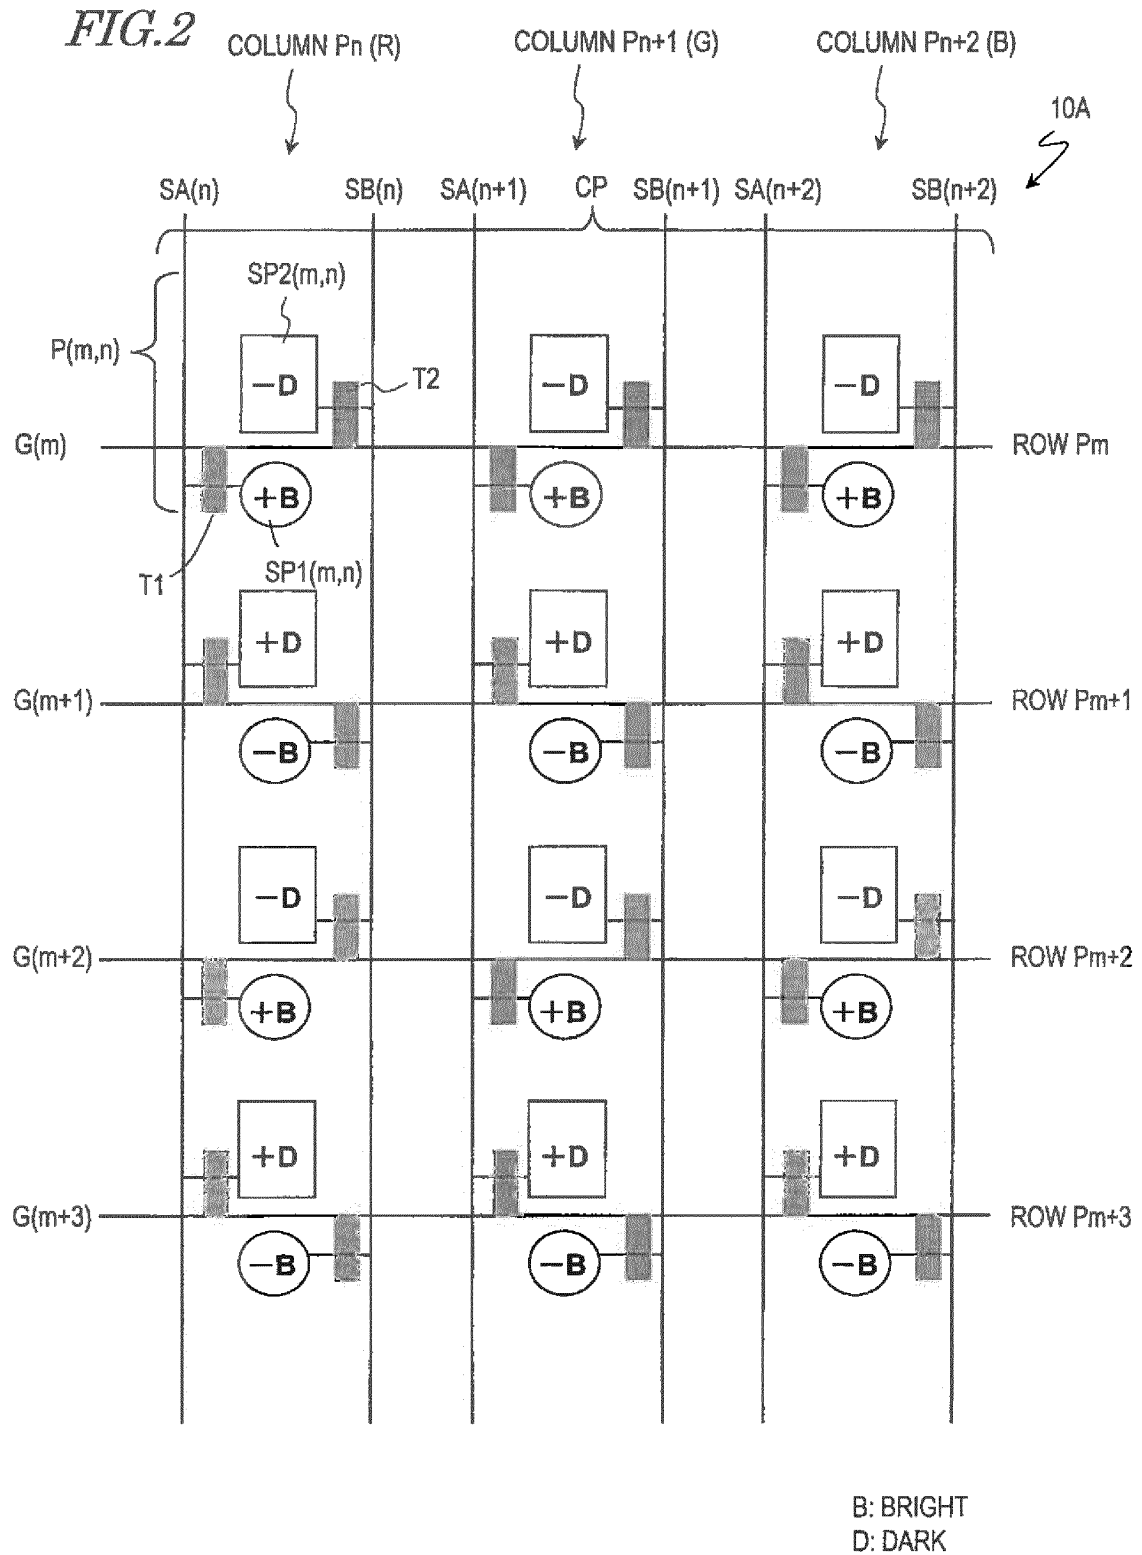 FIG.2
COLUMN Pn (R) COLUMN Pn+1 (G) COLUMN Pn+2 (B)
10A
SA(n) SB(n) SA(n+1) CP SB(n+1) SA(n+2) SB(n+2)
SP2(m,n)
P(m,n)
−D −D −D
T2
G(m) ROW Pm
+B +B +B
T1 SP1(m,n)
+D +D +D
G(m+1) ROW Pm+1
−B −B −B
−D −D −D
G(m+2) ROW Pm+2
+B +B +B
+D +D +D
G(m+3) ROW Pm+3
−B −B −B
B: BRIGHT
D: DARK